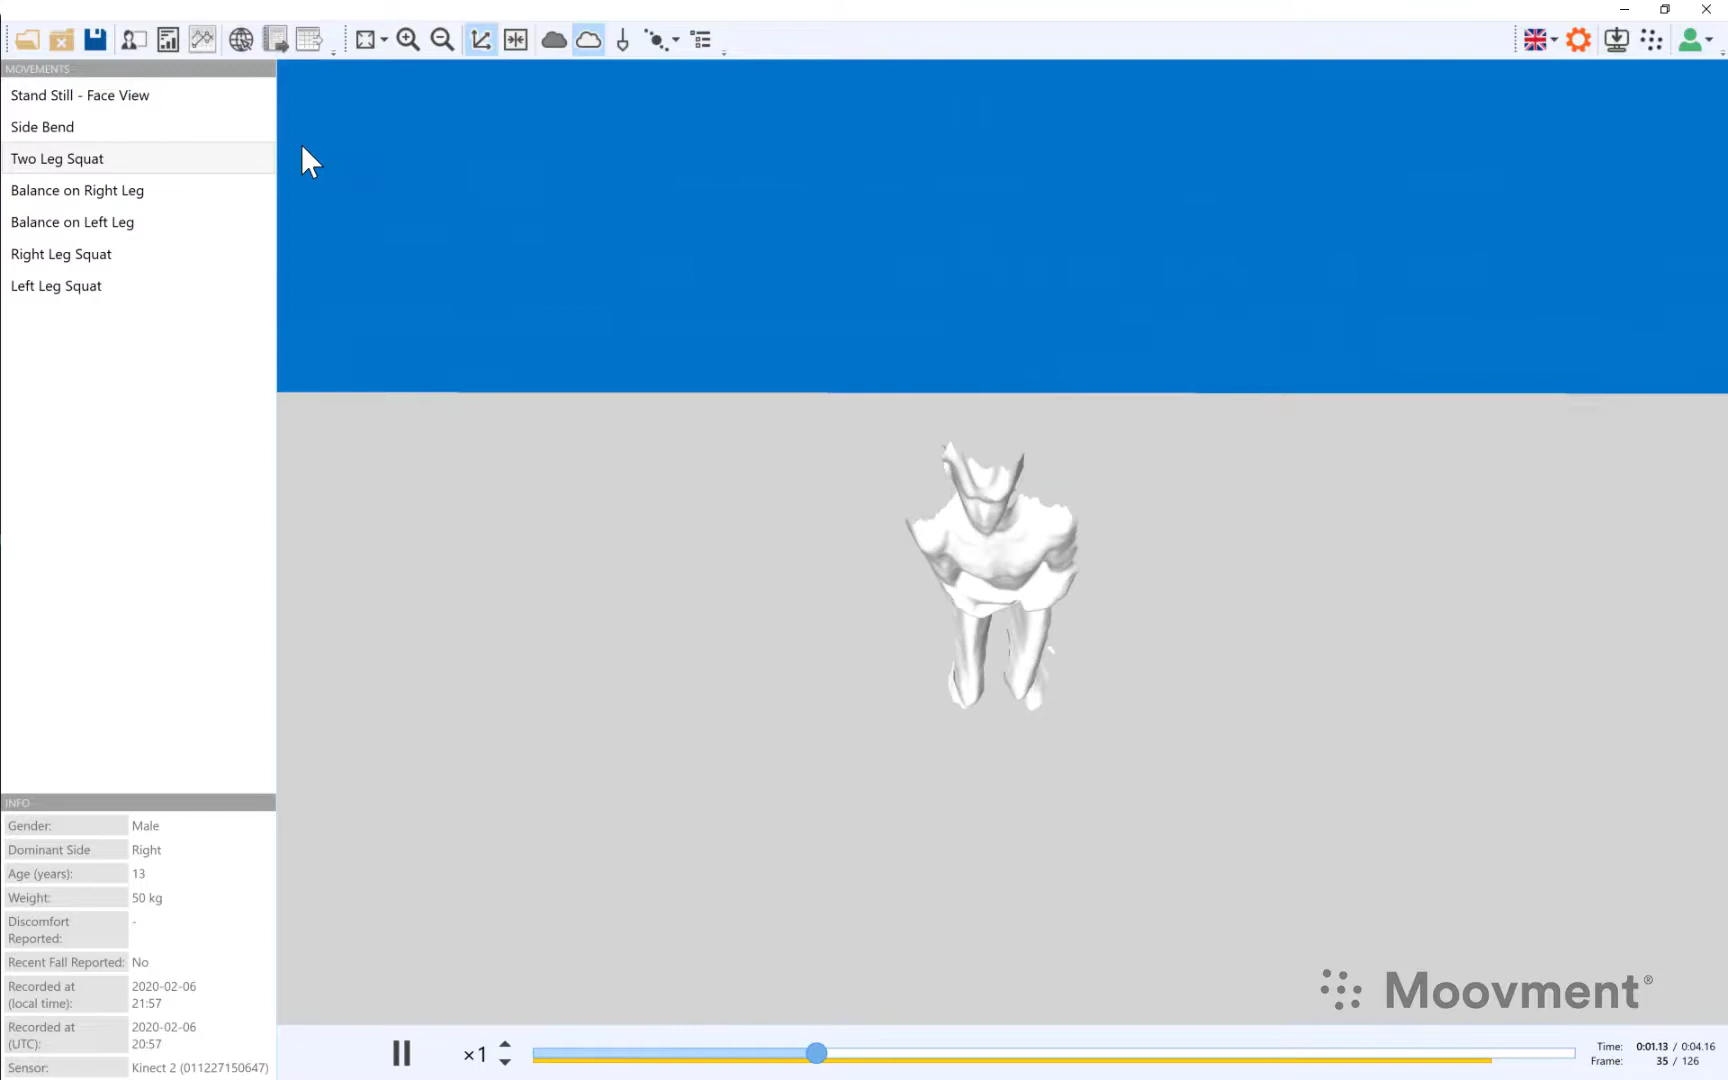 MOVEMENTS
Stand Still - Face View
Side Bend
Two Leg Squat
Balance on Right Leg
Balance on Left Leg
Right Leg Squat
Left Leg Squat
INFO
Gender: Male
Dominant Side Right
Age (years): 13
Weight: 50 kg
Discomfort -
Reported:
Recent Fall Reported: No
Recorded at 2020-02-06
(local time): 21:57
Recorded at 2020-02-06
(UTC): 20:57
Sensor: Kinect 2 (011227150647)
Moovment®
×1
Time: 0:01.13 / 0:04.16
Frame: 35 / 126